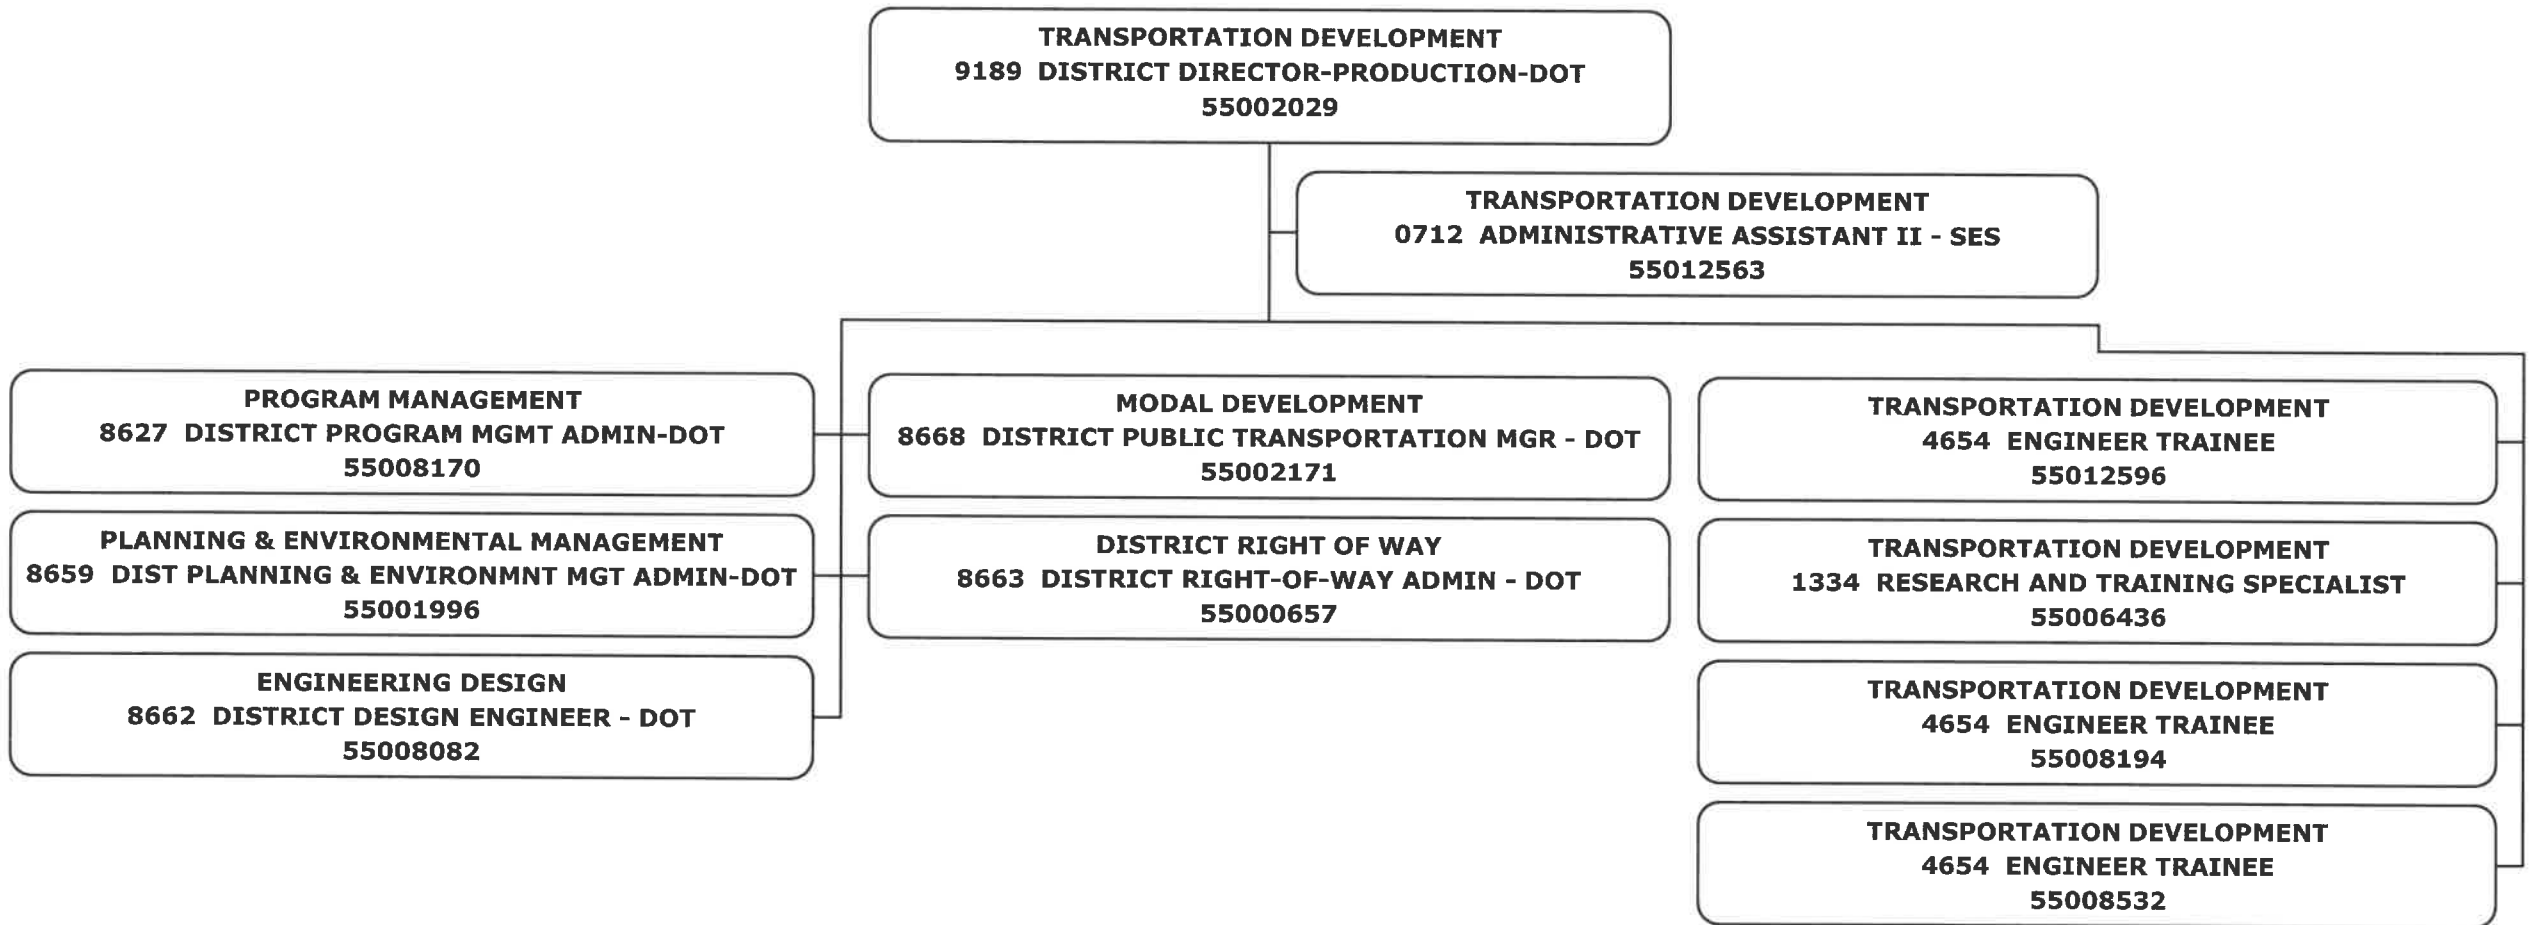 TRANSPORTATION DEVELOPMENT
9189 DISTRICT DIRECTOR-PRODUCTION-DOT
55002029
TRANSPORTATION DEVELOPMENT
0712 ADMINISTRATIVE ASSISTANT II - SES
55012563
PROGRAM MANAGEMENT
8627 DISTRICT PROGRAM MGMT ADMIN-DOT
55008170
MODAL DEVELOPMENT
8668 DISTRICT PUBLIC TRANSPORTATION MGR - DOT
55002171
TRANSPORTATION DEVELOPMENT
4654 ENGINEER TRAINEE
55012596
PLANNING & ENVIRONMENTAL MANAGEMENT
8659 DIST PLANNING & ENVIRONMNT MGT ADMIN-DOT
55001996
DISTRICT RIGHT OF WAY
8663 DISTRICT RIGHT-OF-WAY ADMIN - DOT
55000657
TRANSPORTATION DEVELOPMENT
1334 RESEARCH AND TRAINING SPECIALIST
55006436
ENGINEERING DESIGN
8662 DISTRICT DESIGN ENGINEER - DOT
55008082
TRANSPORTATION DEVELOPMENT
4654 ENGINEER TRAINEE
55008194
TRANSPORTATION DEVELOPMENT
4654 ENGINEER TRAINEE
55008532